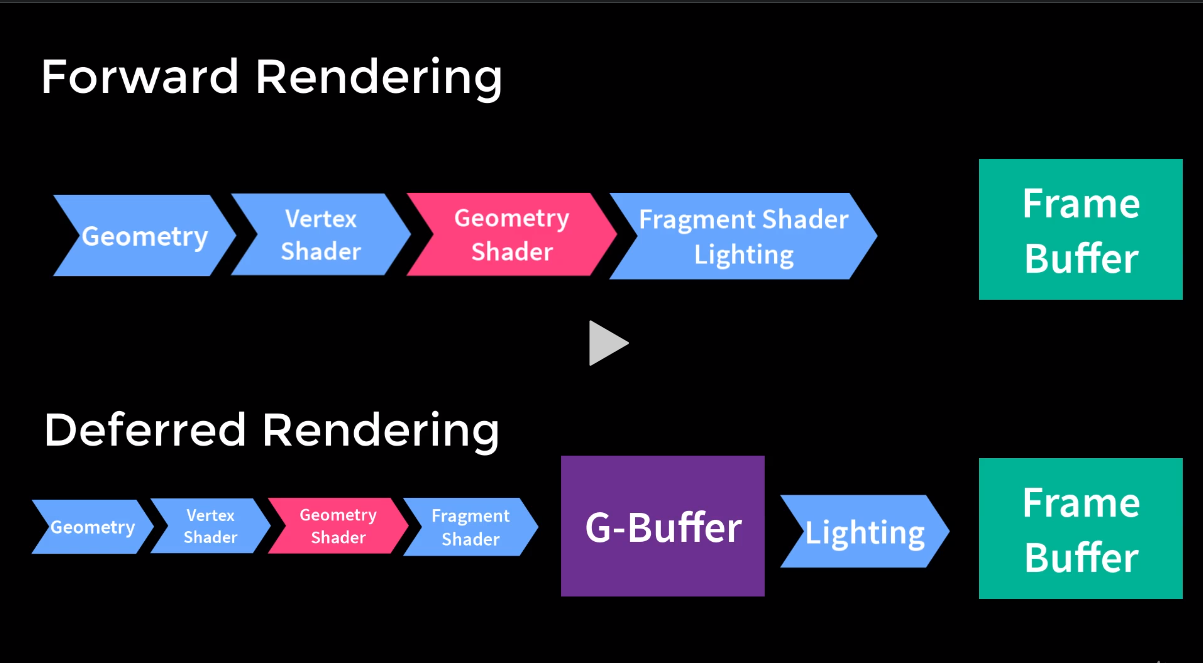 Forward Rendering
Geometry
Vertex
Shader
Geometry
Shader
Fragment Shader
Lighting
Frame
Buffer
Deferred Rendering
Geometry
Vertex
Shader
Geometry
Shader
Fragment
Shader
G-Buffer
Lighting
Frame
Buffer